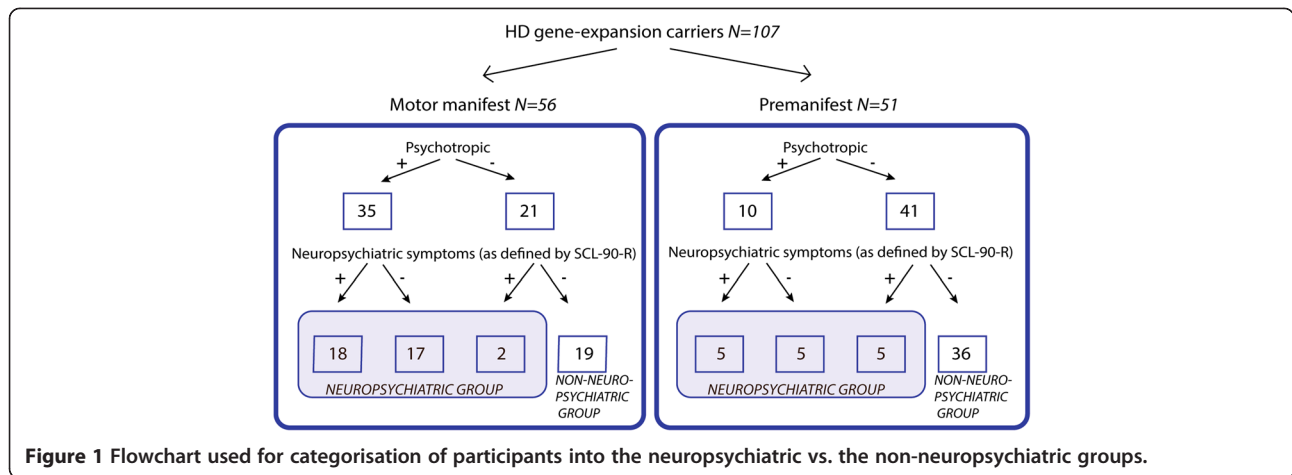 HD gene-expansion carriers N=107
Motor manifest N=56
Psychotropic
+ -
35 21
Neuropsychiatric symptoms (as defined by SCL-90-R)
+ - + -
18 17 2 19
NEUROPSYCHIATRIC GROUP
NON-NEURO-
PSYCHIATRIC
GROUP
Premanifest N=51
Psychotropic
+ -
10 41
Neuropsychiatric symptoms (as defined by SCL-90-R)
+ - + -
5 5 5 36
NEUROPSYCHIATRIC GROUP
NON-NEURO-
PSYCHIATRIC
GROUP
Figure 1 Flowchart used for categorisation of participants into the neuropsychiatric vs. the non-neuropsychiatric groups.